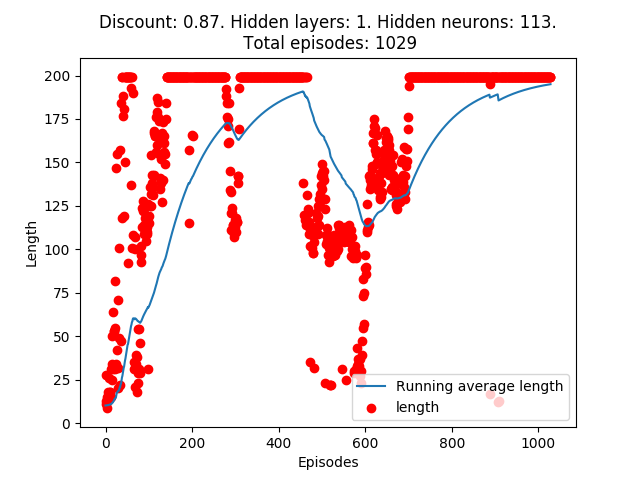 Discount: 0.87. Hidden layers: 1. Hidden neurons: 113.
Total episodes: 1029
200
175
150
125
100
75
50
25
0
Length
0
200
400
600
800
1000
Episodes
Running average length
length